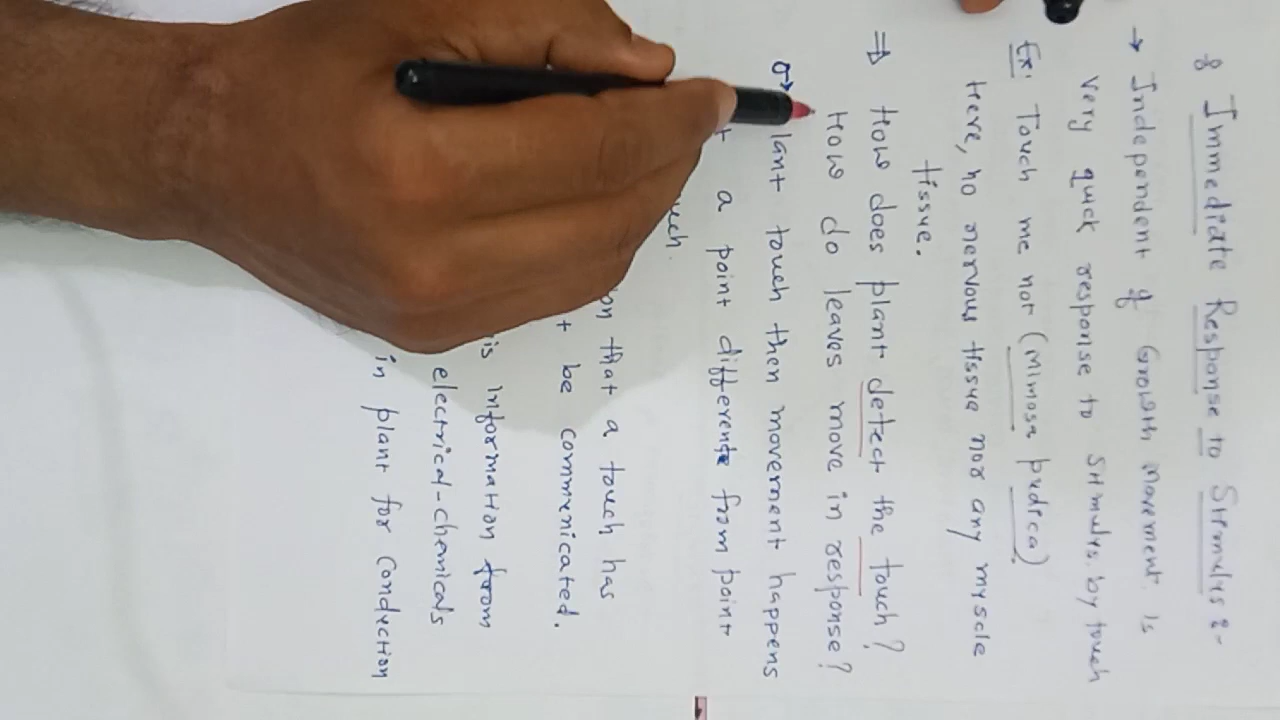 8 Immediate Response to Stimulus :-
→ Independent of Growth movement. Is
very quick response to stimulus. by touch
Ex: Touch me not (Mimosa pudica)
Here, no nervous tissue nor any muscle
tissue.
⇒ How does plant detect the touch?
How do leaves move in response?
lant touch then movement happens
t a point different from point
uch.
on that a touch has
t be communicated.
is information from
electrical-chemicals
in plant for conduction